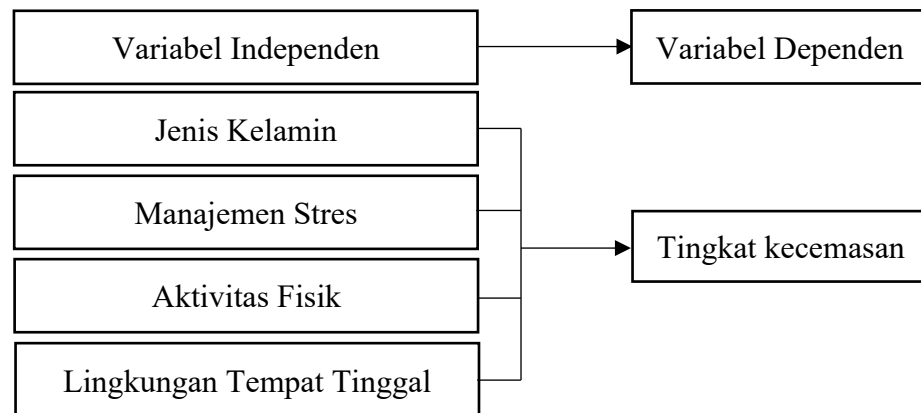 Variabel Independen
Variabel Dependen
Jenis Kelamin
Manajemen Stres
Tingkat kecemasan
Aktivitas Fisik
Lingkungan Tempat Tinggal